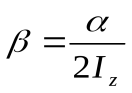 β = α / 2I_z